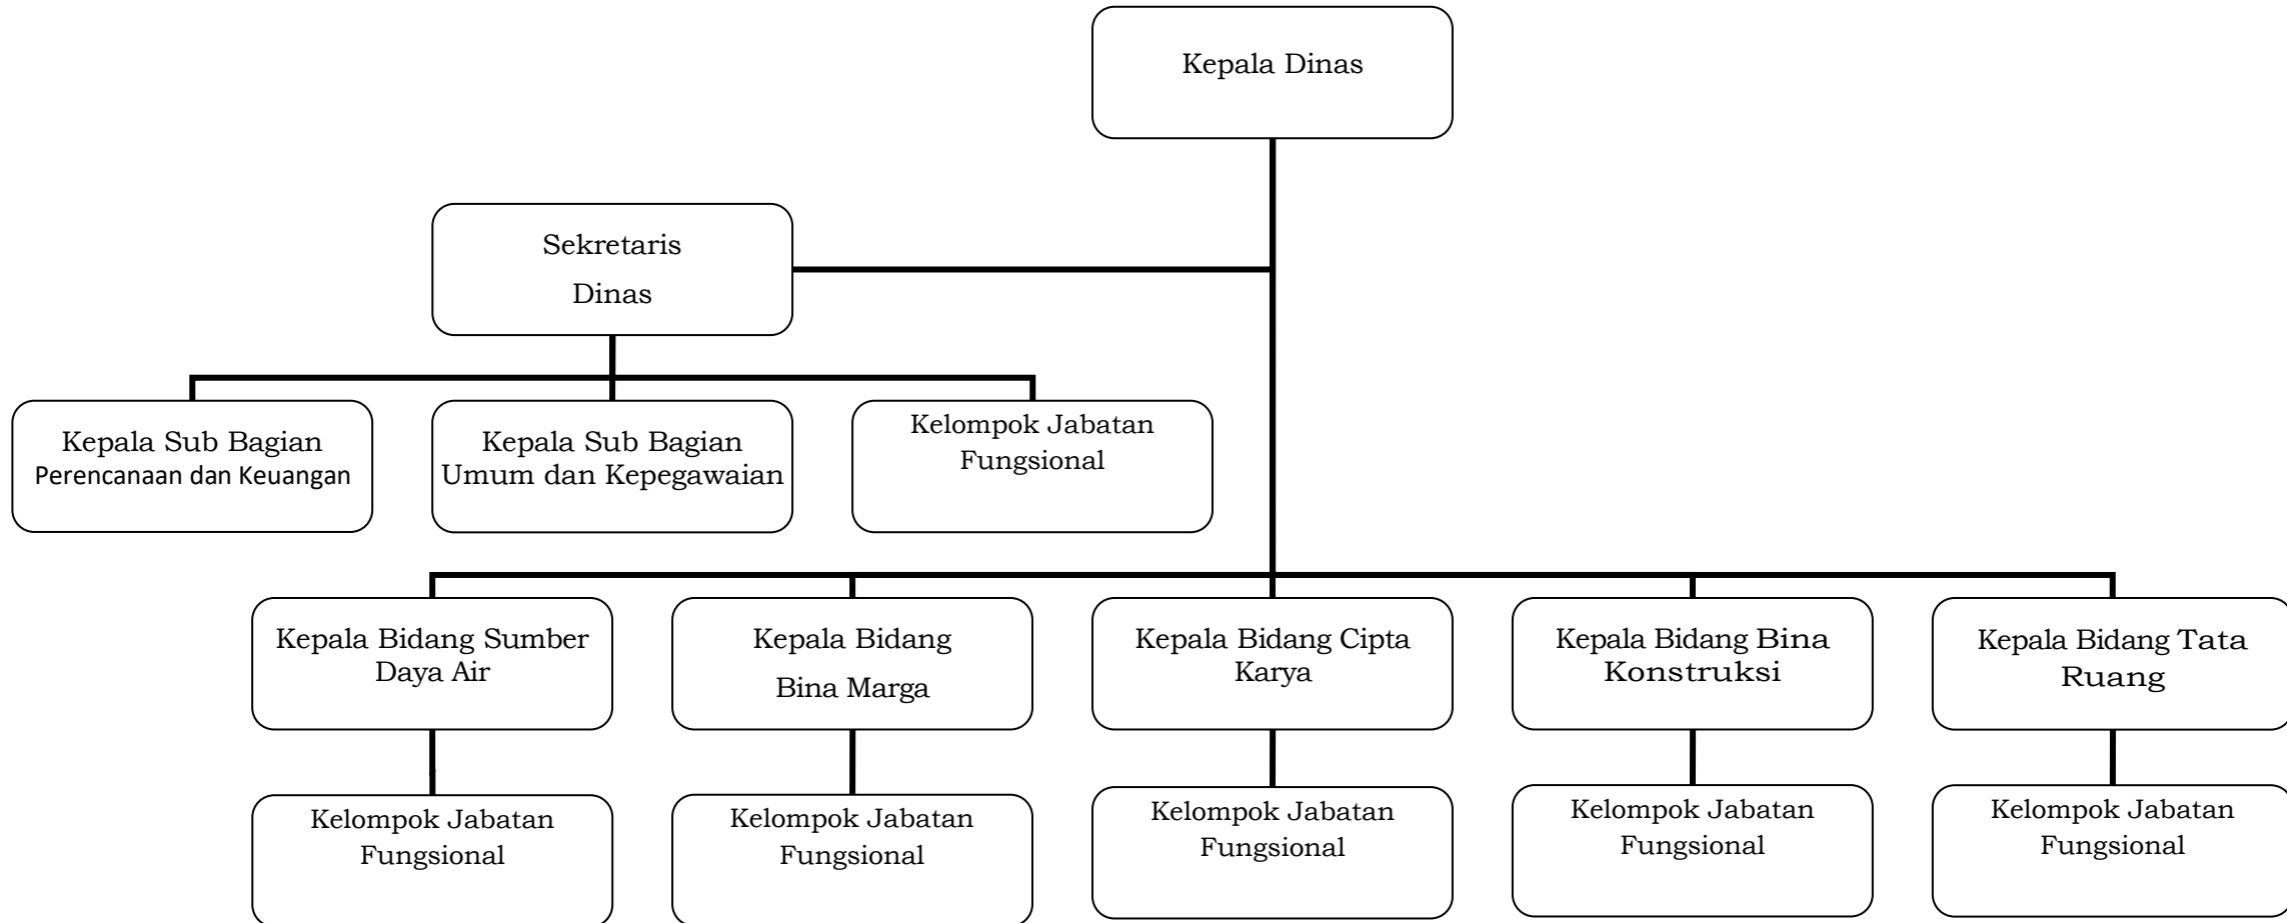 Kepala Dinas
Sekretaris
Dinas
Kepala Sub Bagian
Perencanaan dan Keuangan
Kepala Sub Bagian
Umum dan Kepegawaian
Kelompok Jabatan
Fungsional
Kepala Bidang Sumber
Daya Air
Kepala Bidang
Bina Marga
Kepala Bidang Cipta
Karya
Kepala Bidang Bina
Konstruksi
Kepala Bidang Tata
Ruang
Kelompok Jabatan
Fungsional
Kelompok Jabatan
Fungsional
Kelompok Jabatan
Fungsional
Kelompok Jabatan
Fungsional
Kelompok Jabatan
Fungsional